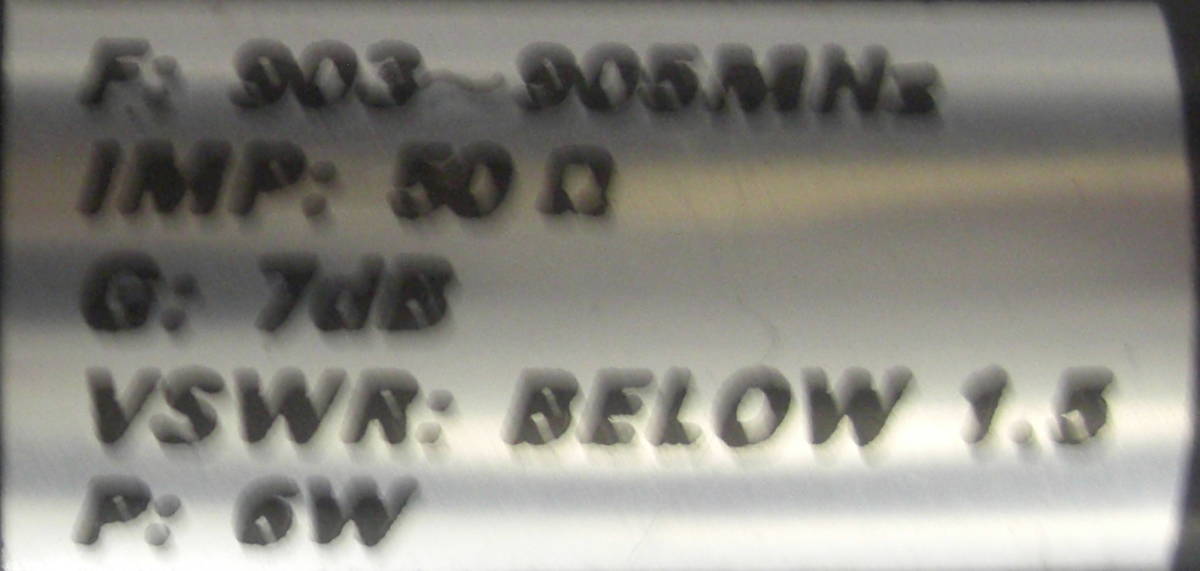 F: 903~905MHz
IMP: 50 Ω
G: 7dB
VSWR: BELOW 1.5
P: 6W